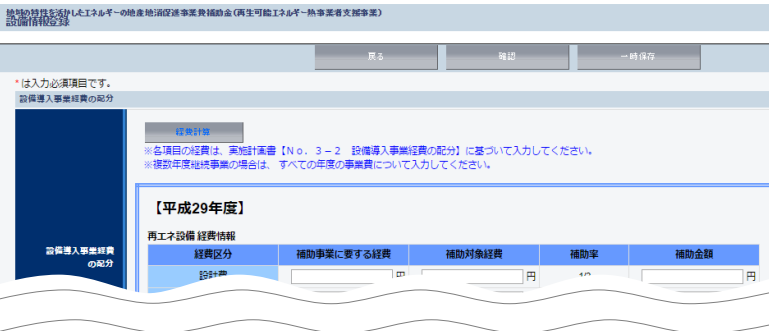 地域の特性を活かしたエネルギーの地産地消促進事業費補助金(再生可能エネルギー熱事業者支援事業)
設備情報登録
戻る 確認 一時保存
*は入力必須項目です。
設備導入事業経費の配分
経費計算
※各項目の経費は、実施計画書【No.3-2 設備導入事業経費の配分】に基づいて入力してください。
※複数年度継続事業の場合は、すべての年度の事業費について入力してください。
【平成29年度】
再エネ設備 経費情報
設備導入事業経費
の配分
経費区分 補助事業に要する経費 補助対象経費 補助率 補助金額
設計費 円 円 円